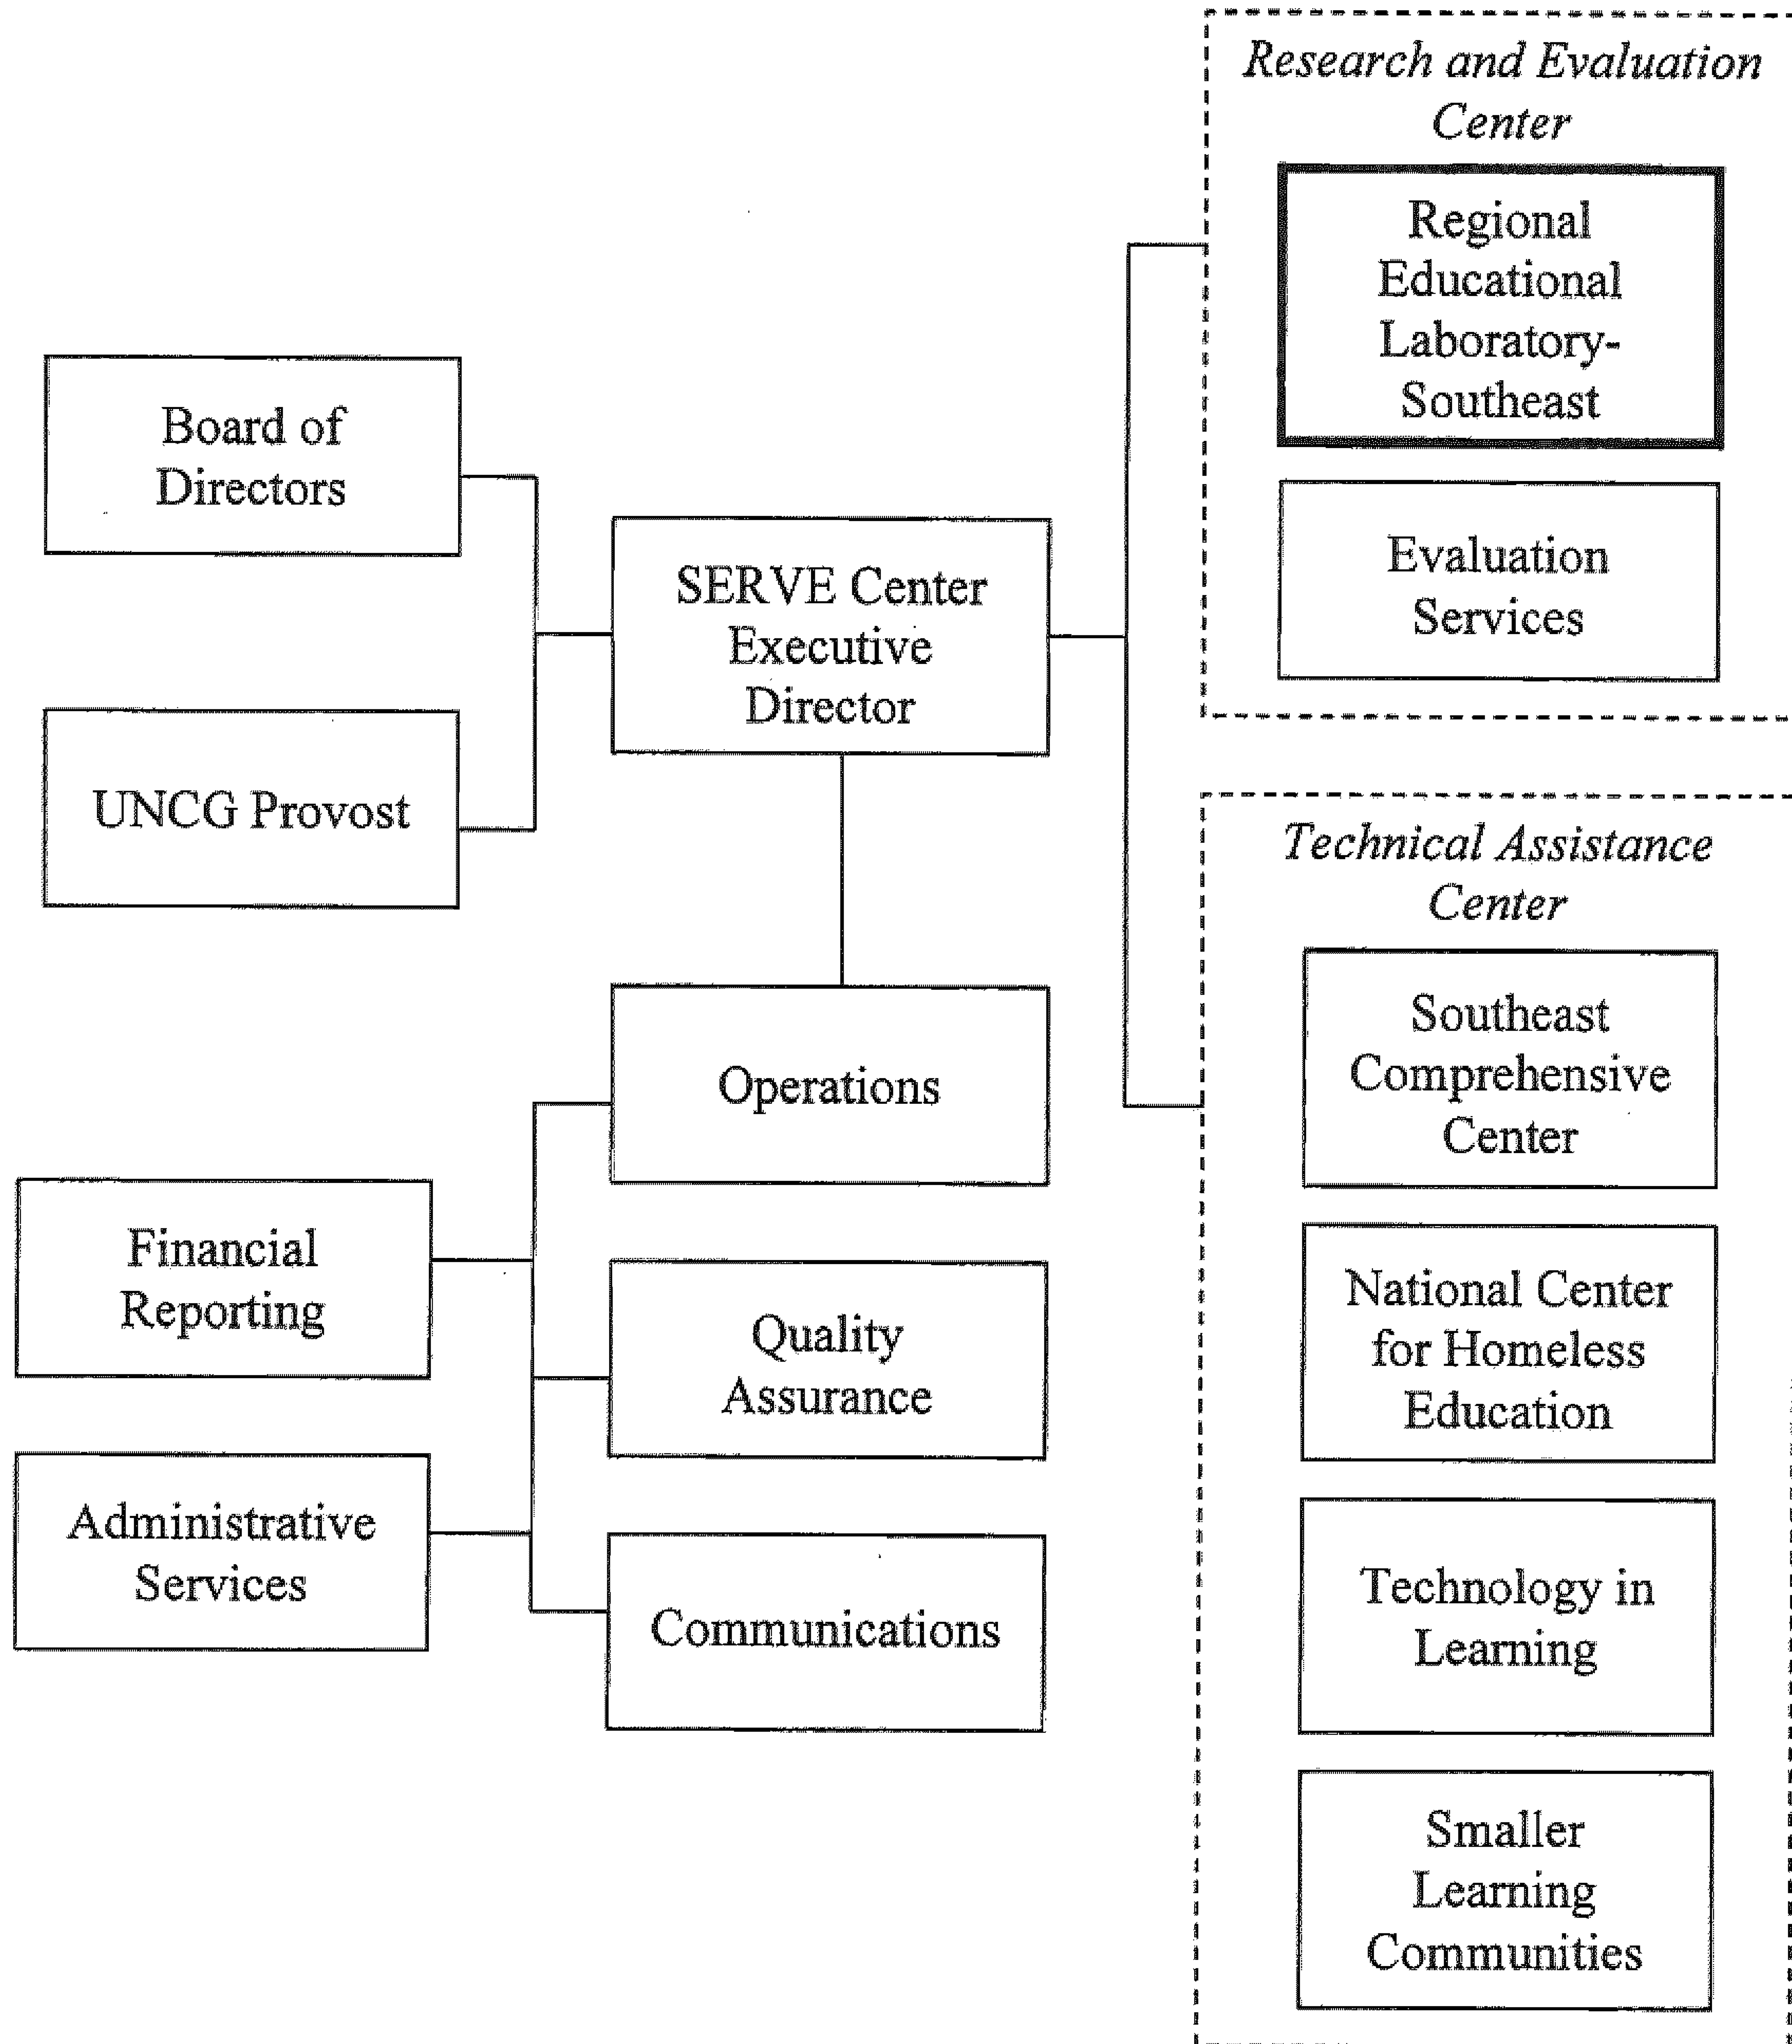 Board of
Directors
UNCG Provost
SERVE Center
Executive
Director
Operations
Financial
Reporting
Quality
Assurance
Administrative
Services
Communications
Research and Evaluation
Center
Regional
Educational
Laboratory-
Southeast
Evaluation
Services
Technical Assistance
Center
Southeast
Comprehensive
Center
National Center
for Homeless
Education
Technology in
Learning
Smaller
Learning
Communities